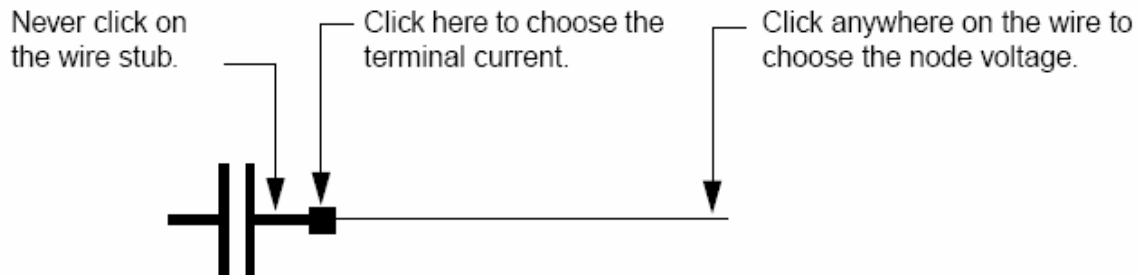 Never click on
the wire stub.
Click here to choose the
terminal current.
Click anywhere on the wire to
choose the node voltage.